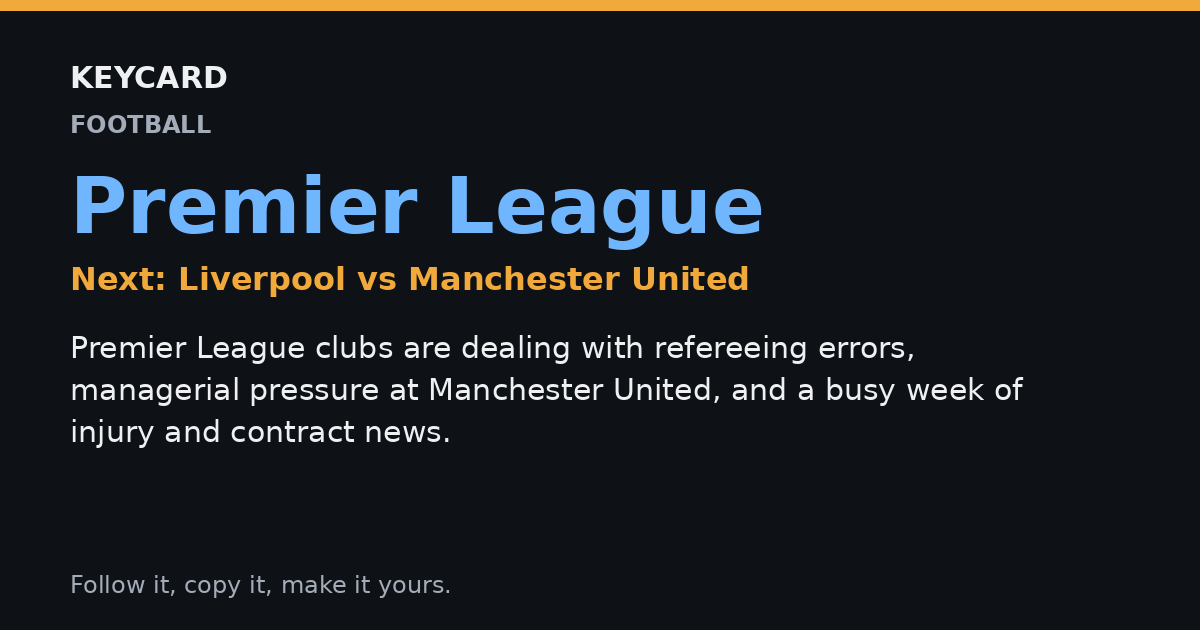 KEYCARD
FOOTBALL
Premier League
Next: Liverpool vs Manchester United
Premier League clubs are dealing with refereeing errors,
managerial pressure at Manchester United, and a busy week of
injury and contract news.
Follow it, copy it, make it yours.